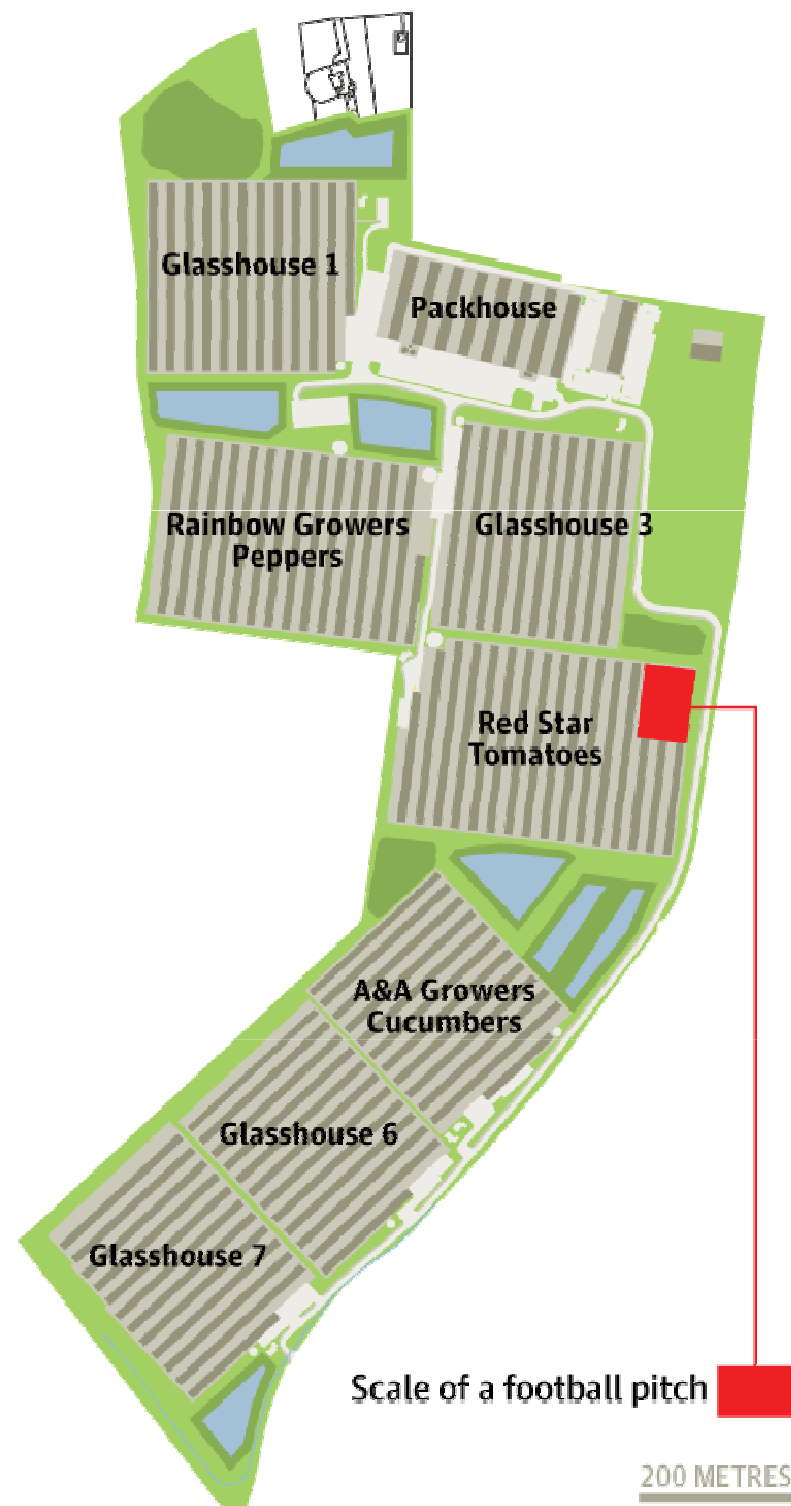 Glasshouse 1
Packhouse
Rainbow Growers
Peppers
Glasshouse 3
Red Star
Tomatoes
A&A Growers
Cucumbers
Glasshouse 6
Glasshouse 7
Scale of a football pitch
200 METRES